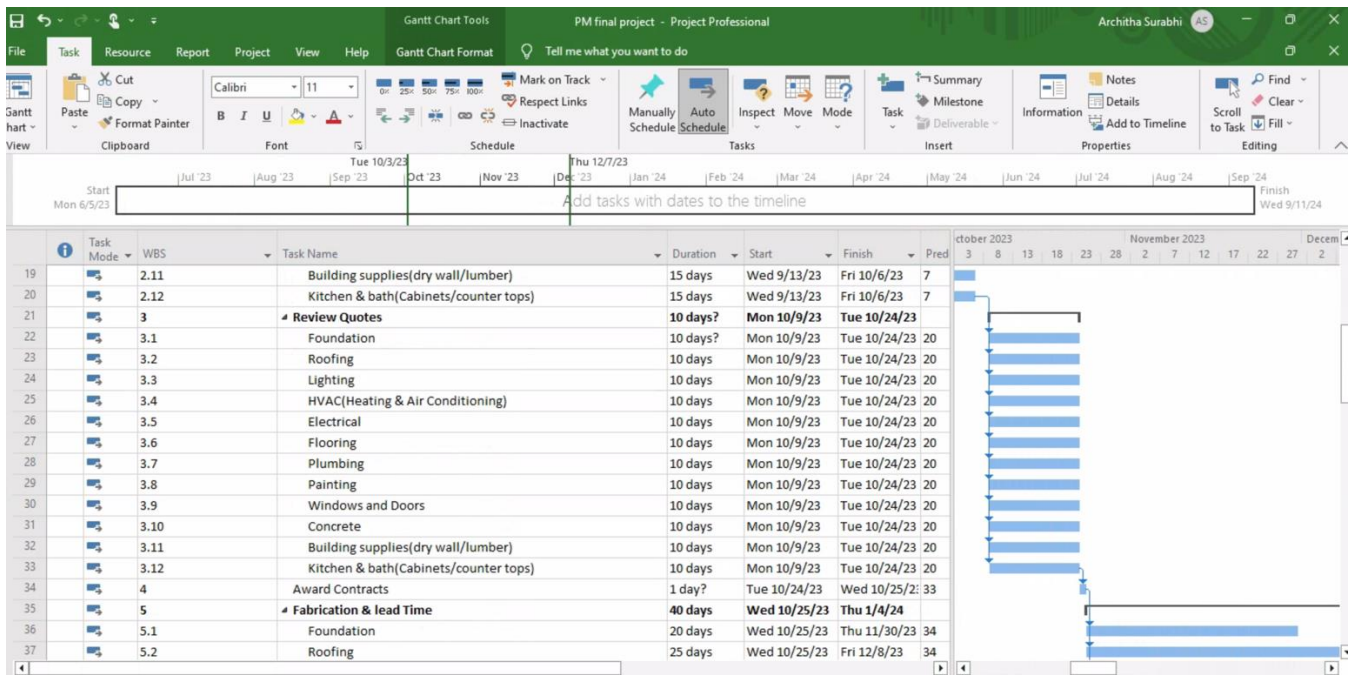 Gantt Chart Tools PM final project - Project Professional Architha Surabhi AS
File Task Resource Report Project View Help Gantt Chart Format Tell me what you want to do
Cut
Copy
Format Painter
Paste
Calibri 11
B I U A
0× 25× 50× 75× 100×
Mark on Track
Respect Links
Inactivate
Manually Schedule
Auto Schedule
Inspect Move Mode
Task
Summary
Milestone
Deliverable
Information
Notes
Details
Add to Timeline
Scroll to Task
Find
Clear
Fill
View Clipboard Font Schedule Tasks Insert Properties Editing
Tue 10/3/23 Thu 12/7/23
Jul '23 Aug '23 Sep '23 Oct '23 Nov '23 Dec '23 Jan '24 Feb '24 Mar '24 Apr '24 May '24 Jun '24 Jul '24 Aug '24 Sep '24
Start
Mon 6/5/23
Add tasks with dates to the timeline
Finish
Wed 9/11/24
Task Mode WBS Task Name Duration Start Finish Pred
ctober 2023 November 2023 Decem
3 8 13 18 23 28 2 7 12 17 22 27 2
19 2.11 Building supplies(dry wall/lumber) 15 days Wed 9/13/23 Fri 10/6/23 7
20 2.12 Kitchen & bath(Cabinets/counter tops) 15 days Wed 9/13/23 Fri 10/6/23 7
21 3 Review Quotes 10 days? Mon 10/9/23 Tue 10/24/23
22 3.1 Foundation 10 days? Mon 10/9/23 Tue 10/24/23 20
23 3.2 Roofing 10 days Mon 10/9/23 Tue 10/24/23 20
24 3.3 Lighting 10 days Mon 10/9/23 Tue 10/24/23 20
25 3.4 HVAC(Heating & Air Conditioning) 10 days Mon 10/9/23 Tue 10/24/23 20
26 3.5 Electrical 10 days Mon 10/9/23 Tue 10/24/23 20
27 3.6 Flooring 10 days Mon 10/9/23 Tue 10/24/23 20
28 3.7 Plumbing 10 days Mon 10/9/23 Tue 10/24/23 20
29 3.8 Painting 10 days Mon 10/9/23 Tue 10/24/23 20
30 3.9 Windows and Doors 10 days Mon 10/9/23 Tue 10/24/23 20
31 3.10 Concrete 10 days Mon 10/9/23 Tue 10/24/23 20
32 3.11 Building supplies(dry wall/lumber) 10 days Mon 10/9/23 Tue 10/24/23 20
33 3.12 Kitchen & bath(Cabinets/counter tops) 10 days Mon 10/9/23 Tue 10/24/23 20
34 4 Award Contracts 1 day? Tue 10/24/23 Wed 10/25/2 33
35 5 Fabrication & lead Time 40 days Wed 10/25/23 Thu 1/4/24
36 5.1 Foundation 20 days Wed 10/25/23 Thu 11/30/23 34
37 5.2 Roofing 25 days Wed 10/25/23 Fri 12/8/23 34